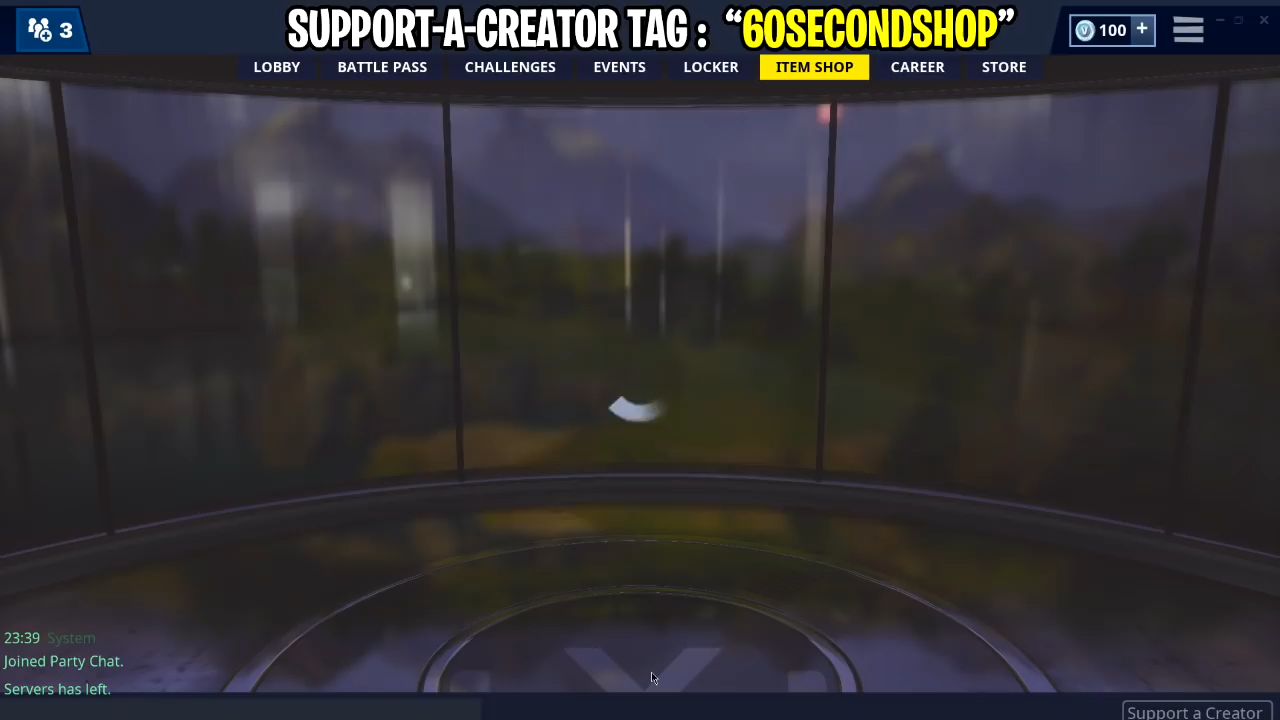 3
SUPPORT-A-CREATOR TAG : “60SECONDSHOP”
100 +
LOBBY BATTLE PASS CHALLENGES EVENTS LOCKER ITEM SHOP CAREER STORE
23:39 System
Joined Party Chat.
Servers has left.
Support a Creator